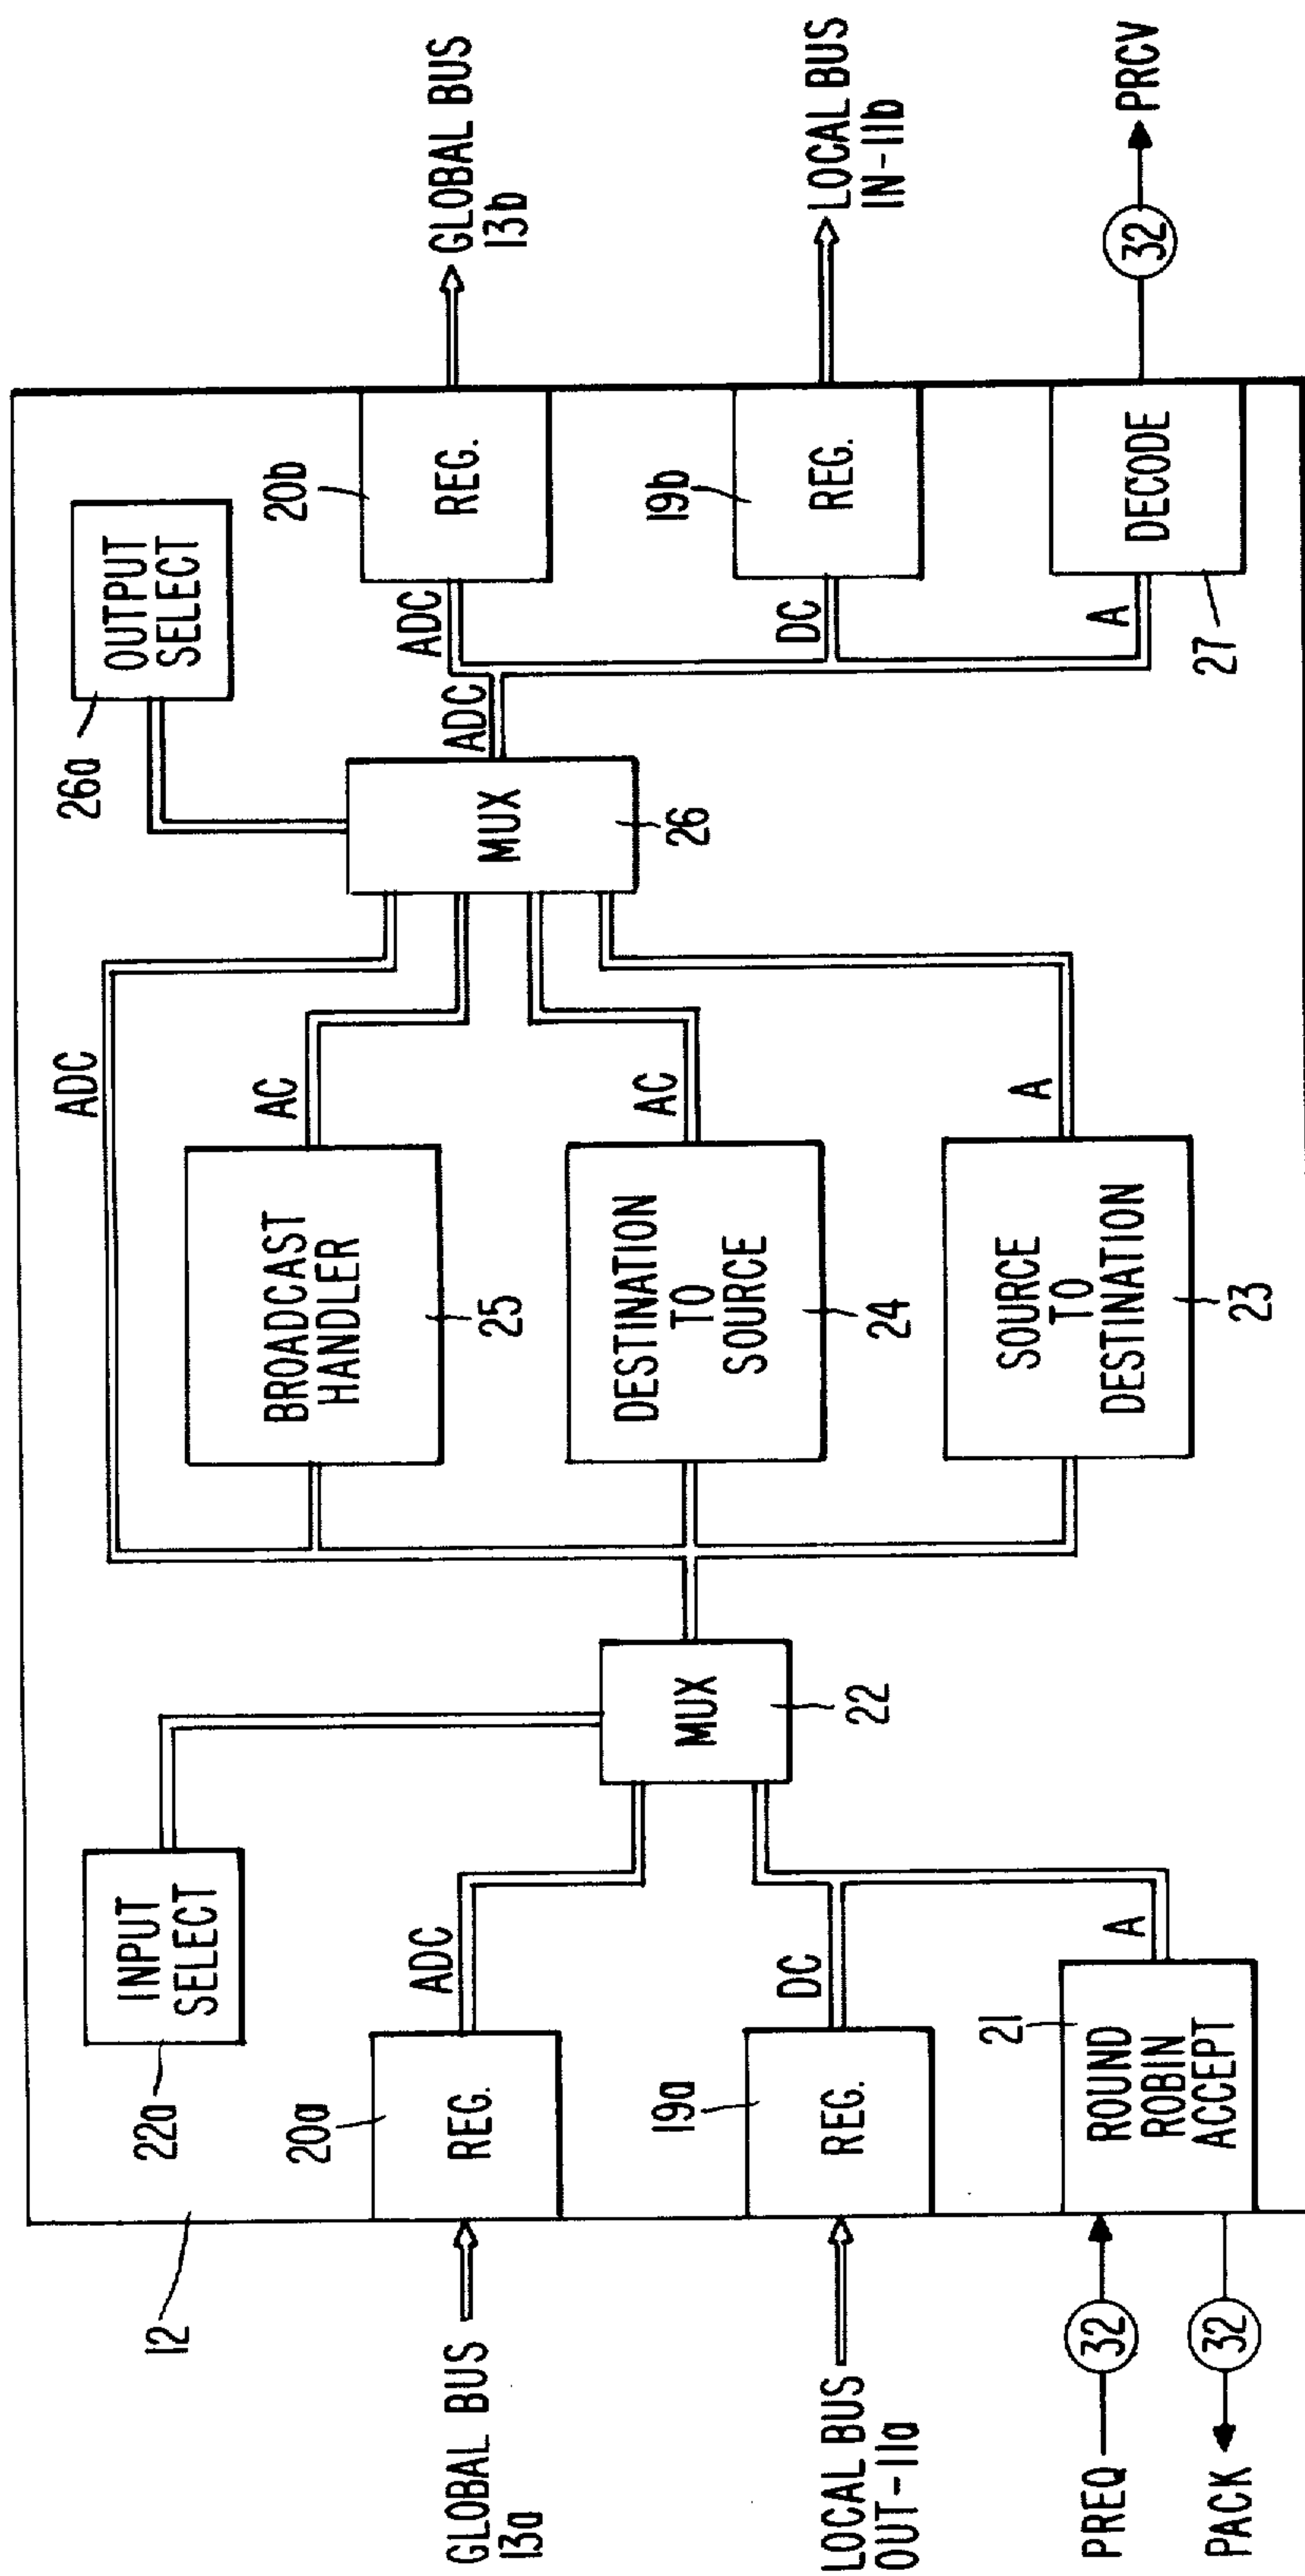 12
GLOBAL BUS
13a
LOCAL BUS
OUT-11a
PREQ
32
PACK
32
22a
INPUT
SELECT
20a
REG.
ADC
19a
REG.
DC
21
ROUND
ROBIN
ACCEPT
A
MUX
22
ADC
BROADCAST
HANDLER
25
AC
DESTINATION
TO
SOURCE
24
AC
SOURCE
TO
DESTINATION
23
A
26a
OUTPUT
SELECT
MUX
26
ADC
ADC
20b
REG.
GLOBAL BUS
13b
DC
19b
REG.
LOCAL BUS
IN-11b
A
27
DECODE
32
PRCV